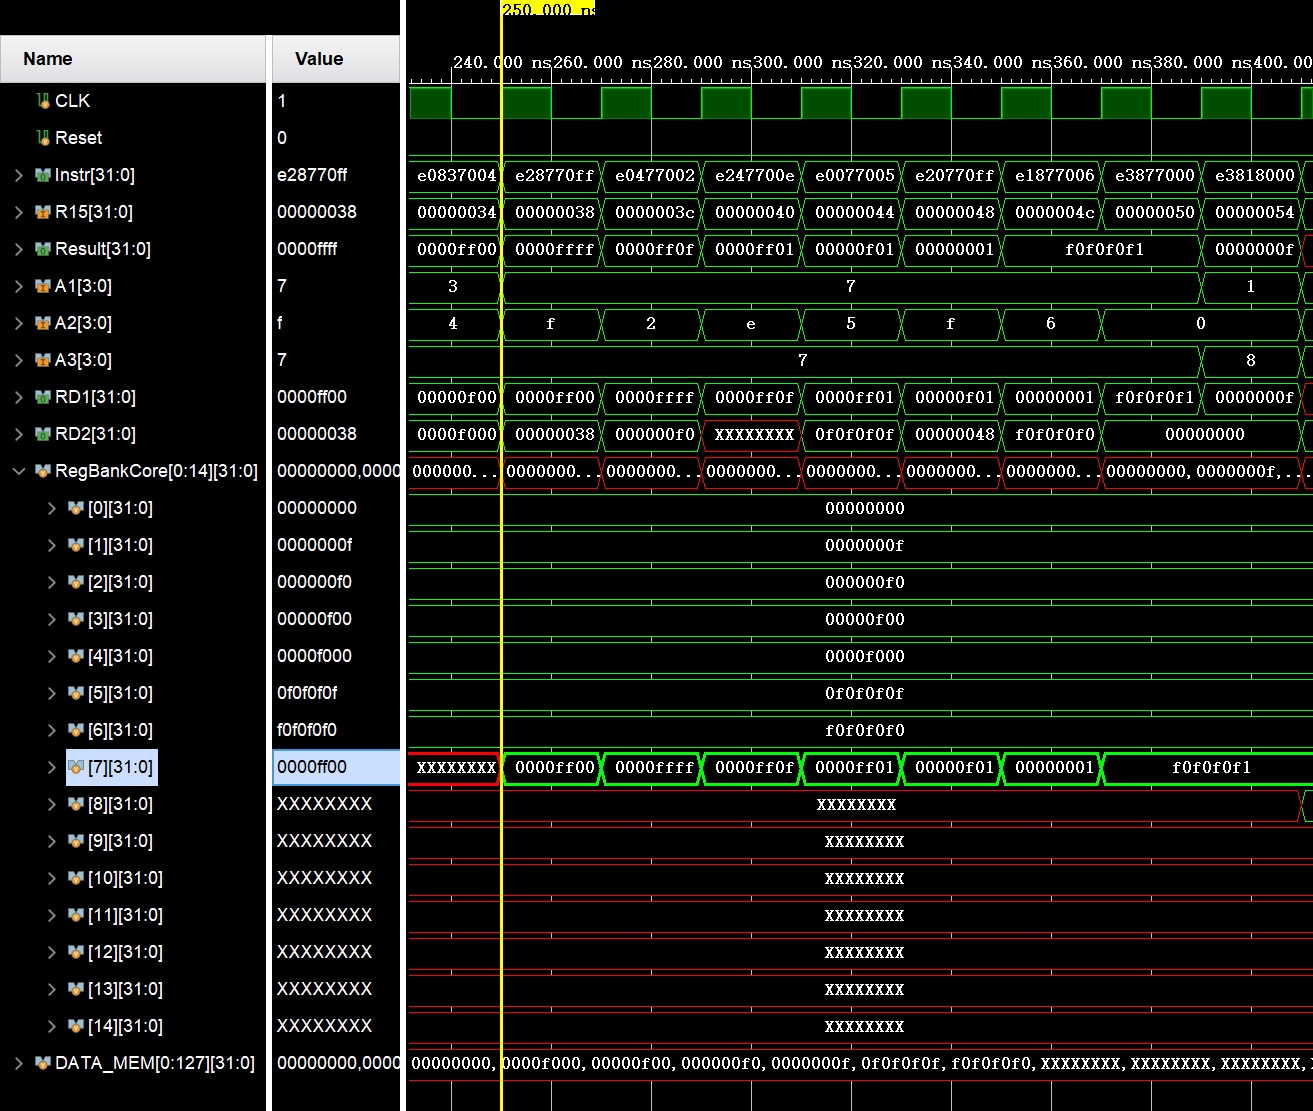 250.000 ns
Name Value
240.000 ns 260.000 ns 280.000 ns 300.000 ns 320.000 ns 340.000 ns 360.000 ns 380.000 ns 400.00
CLK 1
Reset 0
Instr[31:0] e28770ff e0837004 e28770ff e0477002 e247700e e0077005 e20770ff e1877006 e3877000 e3818000
R15[31:0] 00000038 00000034 00000038 0000003c 00000040 00000044 00000048 0000004c 00000050 00000054
Result[31:0] 0000ffff 0000ff00 0000ffff 0000ff0f 0000ff01 00000f01 00000001 f0f0f0f1 0000000f
A1[3:0] 7 3 7 1
A2[3:0] f 4 f 2 e 5 f 6 0
A3[3:0] 7 7 8
RD1[31:0] 0000ff00 00000f00 0000ff00 0000ffff 0000ff0f 0000ff01 00000f01 00000001 f0f0f0f1 0000000f
RD2[31:0] 00000038 0000f000 00000038 000000f0 XXXXXXXX 0f0f0f0f 00000048 f0f0f0f0 00000000
RegBankCore[0:14][31:0] 00000000,0000 000000... 000000... 000000... 000000... 000000... 000000... 000000... 00000000,0000000f,..
[0][31:0] 00000000 00000000
[1][31:0] 0000000f 0000000f
[2][31:0] 000000f0 000000f0
[3][31:0] 00000f00 00000f00
[4][31:0] 0000f000 0000f000
[5][31:0] 0f0f0f0f 0f0f0f0f
[6][31:0] f0f0f0f0 f0f0f0f0
[7][31:0] 0000ff00 XXXXXXXX 0000ff00 0000ffff 0000ff0f 0000ff01 00000f01 00000001 f0f0f0f1
[8][31:0] XXXXXXXX XXXXXXXX
[9][31:0] XXXXXXXX XXXXXXXX
[10][31:0] XXXXXXXX XXXXXXXX
[11][31:0] XXXXXXXX XXXXXXXX
[12][31:0] XXXXXXXX XXXXXXXX
[13][31:0] XXXXXXXX XXXXXXXX
[14][31:0] XXXXXXXX XXXXXXXX
DATA_MEM[0:127][31:0] 00000000,0000 00000000,0000f000,00000f00,000000f0,0000000f,0f0f0f0f,f0f0f0f0,XXXXXXXX,XXXXXXXX,XXXXXXXX,